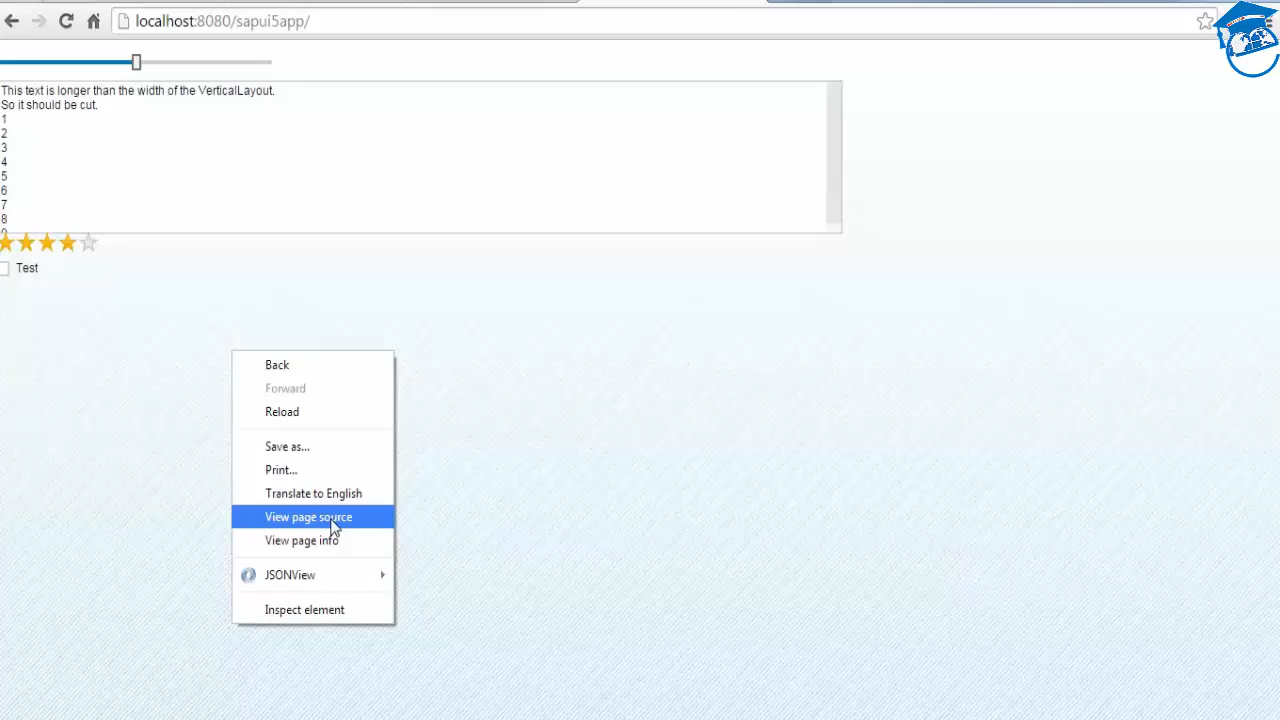 localhost:8080/sapui5app/
This text is longer than the width of the VerticalLayout.
So it should be cut.
1
2
3
4
5
6
7
8
9
Test
Back
Forward
Reload
Save as...
Print...
Translate to English
View page source
View page info
JSONView
Inspect element